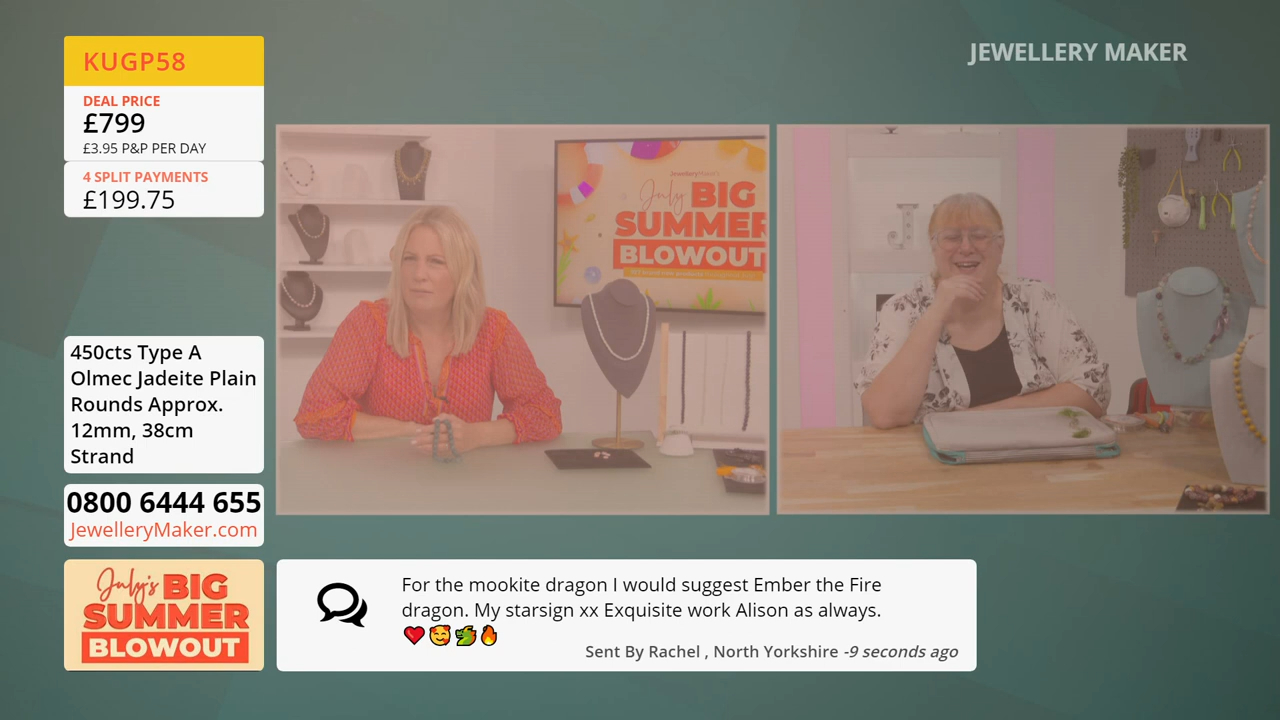 KUGP58
DEAL PRICE
£799
£3.95 P&P PER DAY
4 SPLIT PAYMENTS
£199.75
450cts Type A
Olmec Jadeite Plain
Rounds Approx.
12mm, 38cm
Strand
0800 6444 655
JewelleryMaker.com
July's BIG
SUMMER
BLOWOUT
JEWELLERY MAKER
JewelleryMaker's
July BIG
SUMMER
BLOWOUT
For the mookite dragon I would suggest Ember the Fire
dragon. My starsign xx Exquisite work Alison as always.
❤️🥰🐲🔥
Sent By Rachel , North Yorkshire -9 seconds ago